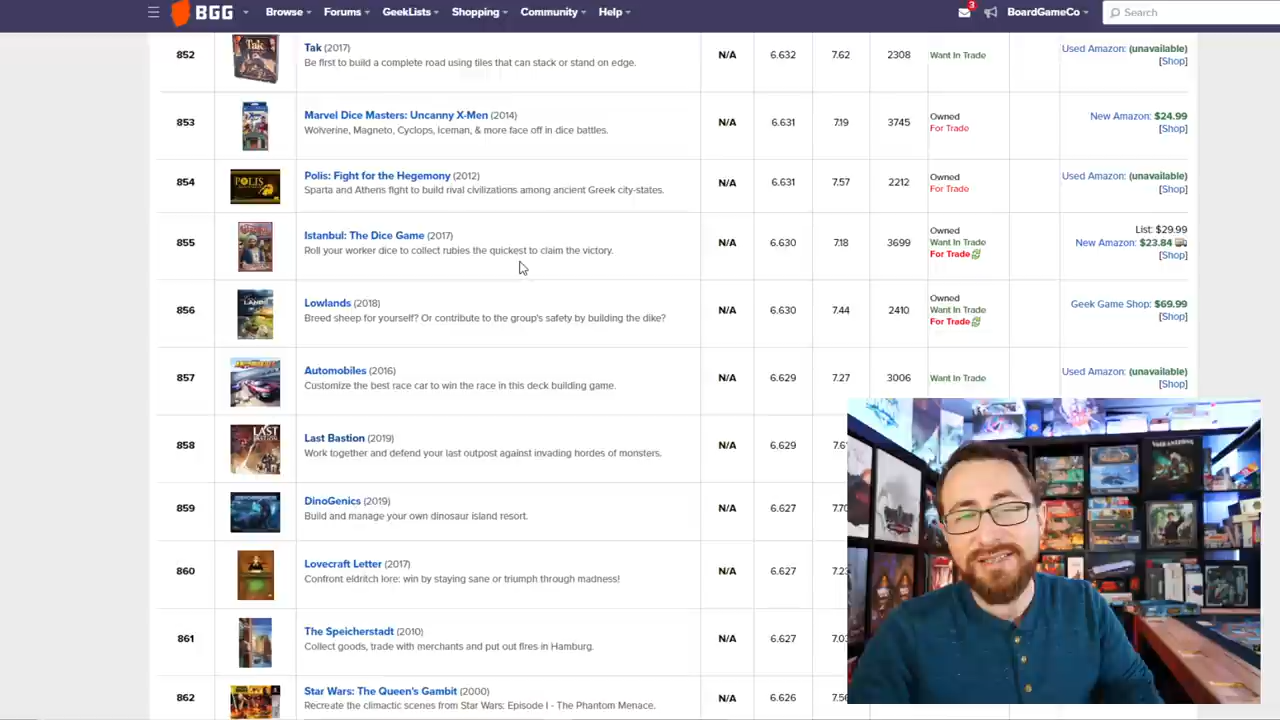 BGG
Browse Forums GeekLists Shopping Community Help 3 BoardGameCo Search
852 Tak (2017) N/A 6.632 7.62 2308 Want In Trade Used Amazon: (unavailable)
Be first to build a complete road using tiles that can stack or stand on edge. [Shop]
853 Marvel Dice Masters: Uncanny X-Men (2014) N/A 6.631 7.19 3745 Owned New Amazon: $24.99
Wolverine, Magneto, Cyclops, Iceman, & more face off in dice battles. For Trade [Shop]
854 Polis: Fight for the Hegemony (2012) N/A 6.631 7.57 2212 Owned Used Amazon: (unavailable)
Sparta and Athens fight to build rival civilizations among ancient Greek city-states. For Trade [Shop]
855 Istanbul: The Dice Game (2017) N/A 6.630 7.18 3699 Owned List: $29.99
Roll your worker dice to collect rubies the quickest to claim the victory. Want In Trade New Amazon: $23.84
For Trade [Shop]
856 Lowlands (2018) N/A 6.630 7.44 2410 Owned Geek Game Shop: $69.99
Breed sheep for yourself? Or contribute to the group's safety by building the dike? Want In Trade [Shop]
For Trade
857 Automobiles (2016) N/A 6.629 7.27 3006 Want In Trade Used Amazon: (unavailable)
Customize the best race car to win the race in this deck building game. [Shop]
858 Last Bastion (2019) N/A 6.629
Work together and defend your last outpost against invading hordes of monsters.
859 DinoGenics (2019) N/A 6.627
Build and manage your own dinosaur island resort.
860 Lovecraft Letter (2017) N/A 6.627
Confront eldritch lore: win by staying sane or triumph through madness!
861 The Speicherstadt (2010) N/A 6.627
Collect goods, trade with merchants and put out fires in Hamburg.
862 Star Wars: The Queen's Gambit (2000) N/A 6.626
Recreate the climactic scenes from Star Wars: Episode I - The Phantom Menace.